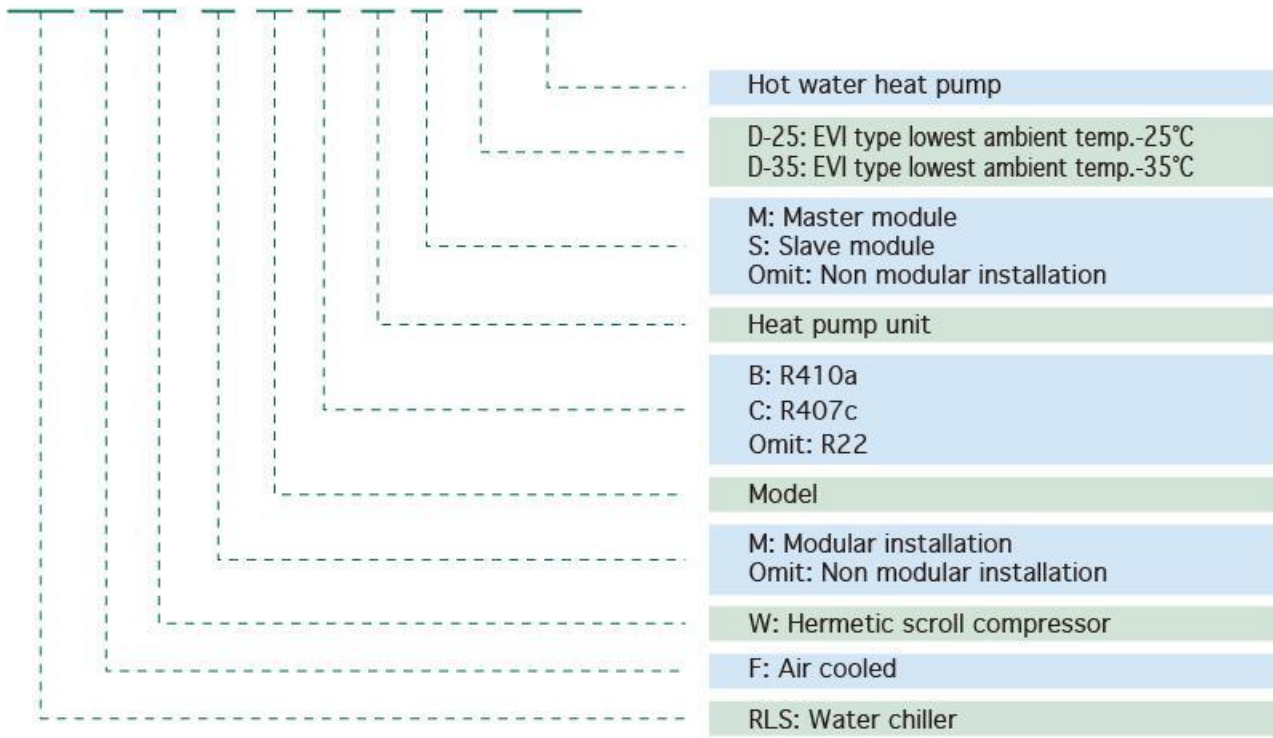 Hot water heat pump
D-25: EVI type lowest ambient temp.-25°C
D-35: EVI type lowest ambient temp.-35°C
M: Master module
S: Slave module
Omit: Non modular installation
Heat pump unit
B: R410a
C: R407c
Omit: R22
Model
M: Modular installation
Omit: Non modular installation
W: Hermetic scroll compressor
F: Air cooled
RLS: Water chiller